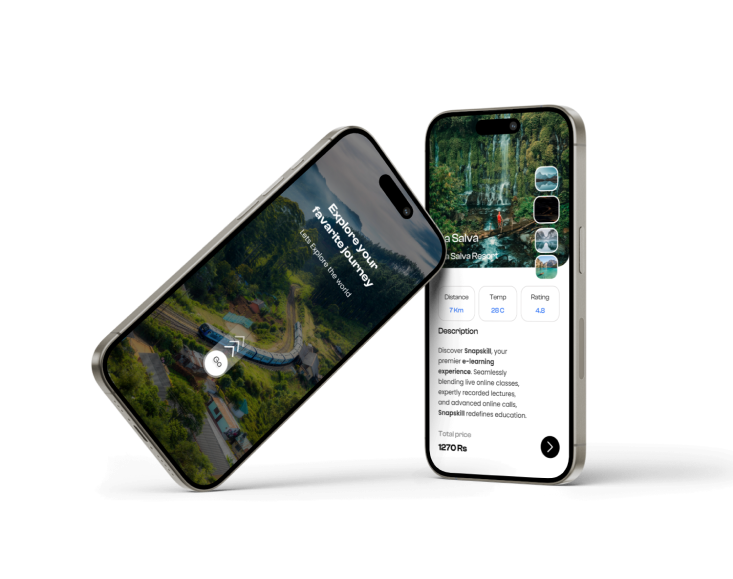 Explore your
favarite journey
Lets Explore the world
Go
a Salva
a Salva Resort
Distance
7 Km
Temp
28 C
Rating
4.8
Description
Discover Snapskill, your
premier e-learning
experience. Seamlessly
blending live online classes,
expertly recorded lectures,
and advanced online calls,
Snapskill redefines education.
Total price
1270 Rs